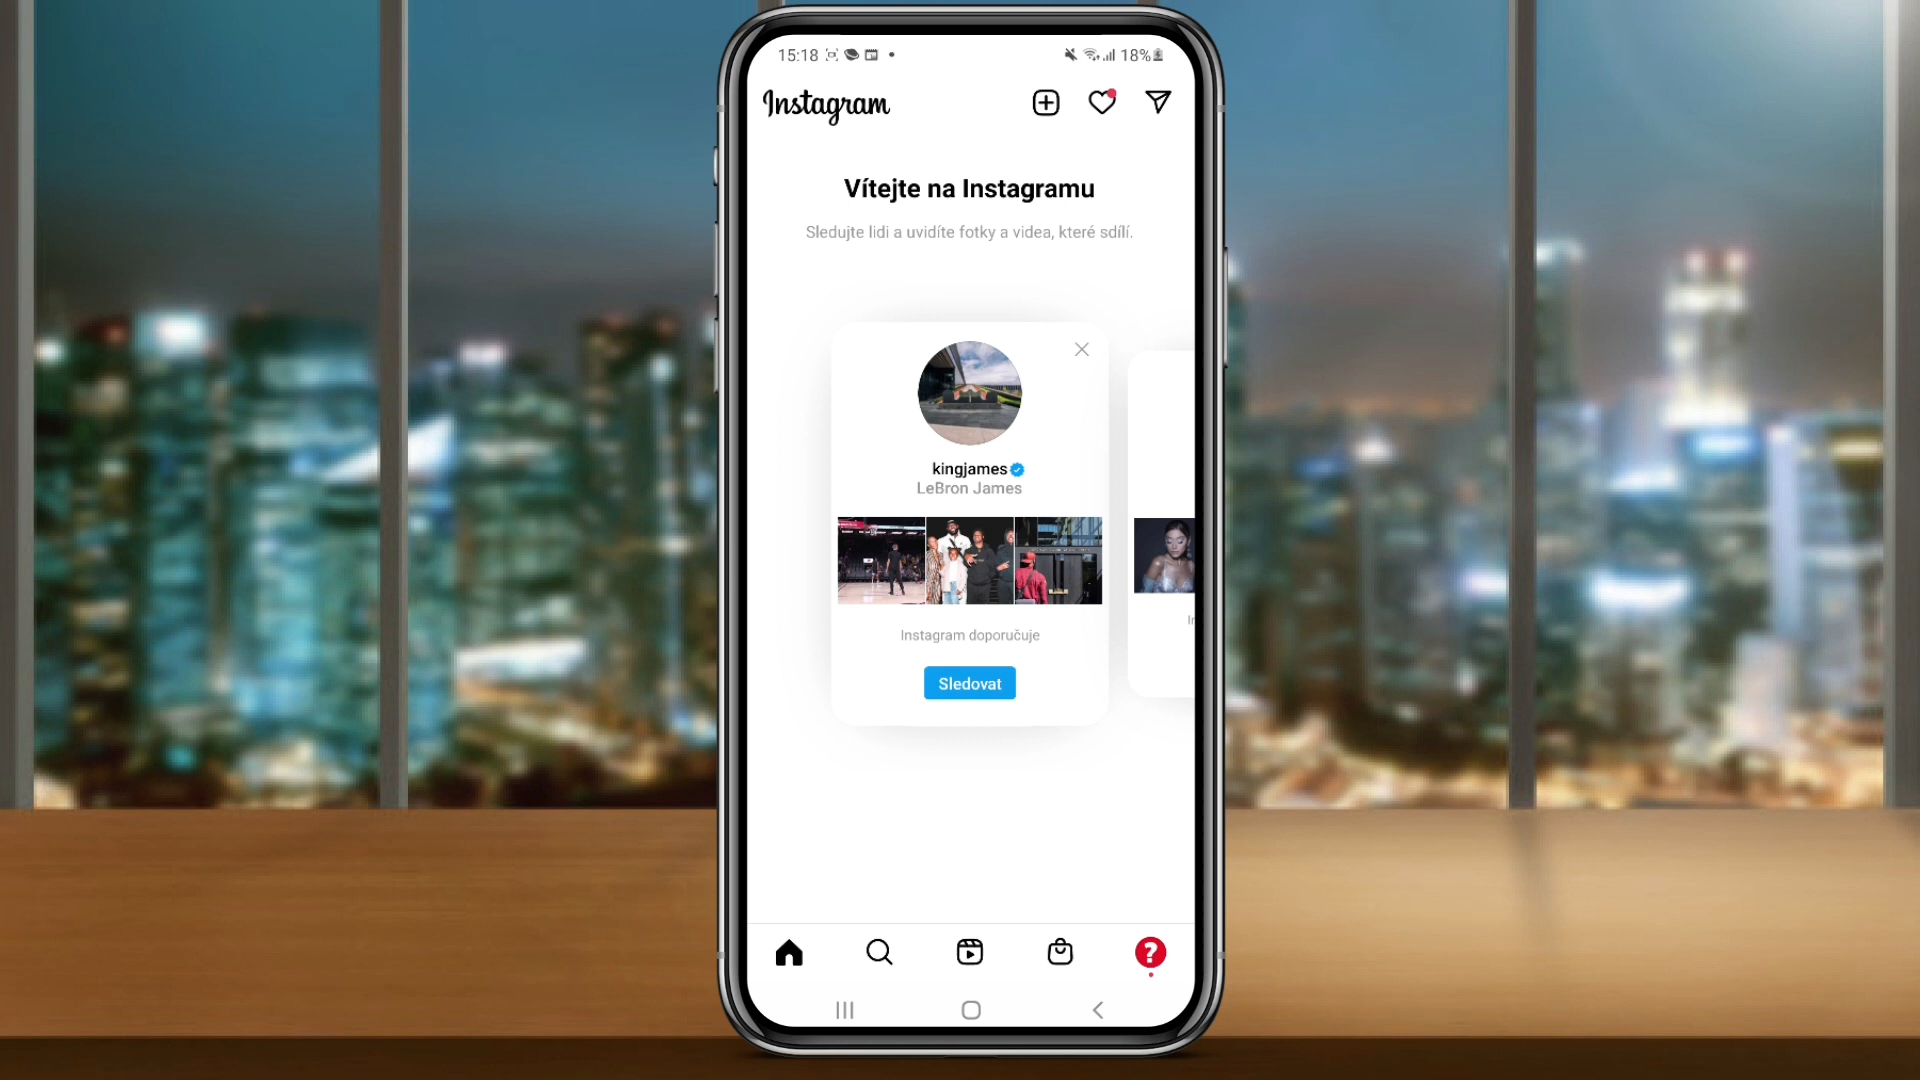 15:18
18%
Instagram
Vítejte na Instagramu
Sledujte lidi a uvidíte fotky a videa, které sdílí.
kingjames
LeBron James
Instagram doporučuje
Sledovat
?